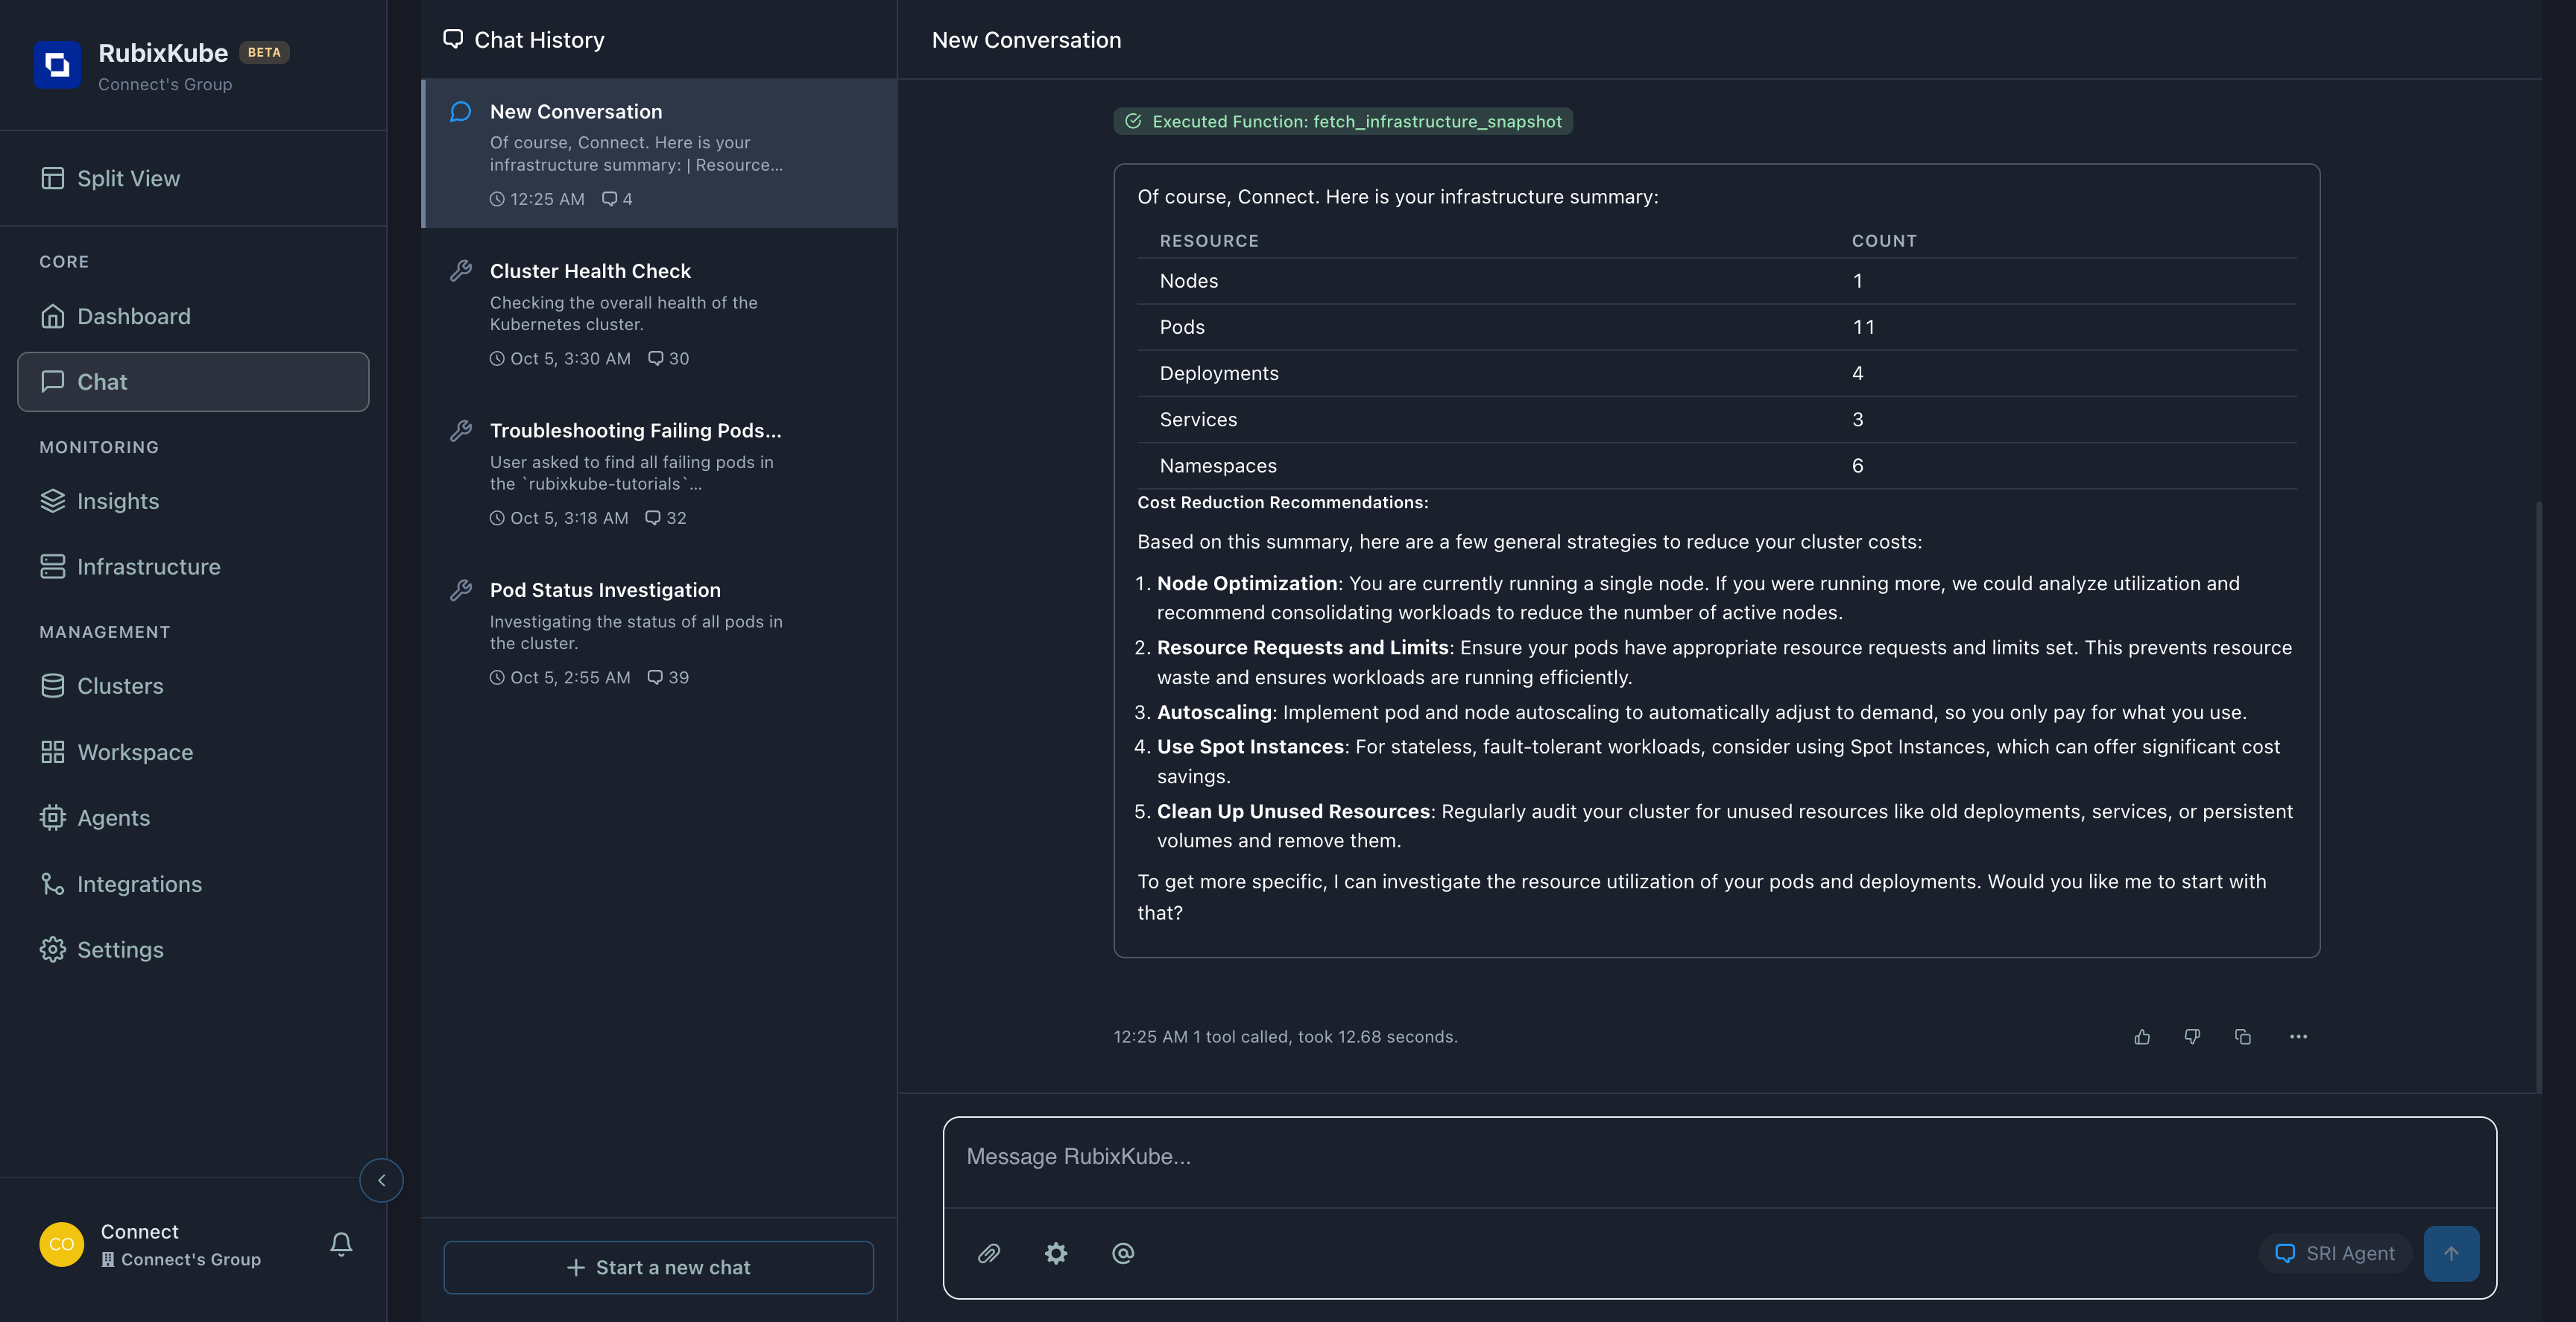 RubixKube BETA
Connect's Group
Split View
CORE
Dashboard
Chat
MONITORING
Insights
Infrastructure
MANAGEMENT
Clusters
Workspace
Agents
Integrations
Settings
CO
Connect
Connect's Group
Chat History
New Conversation
Of course, Connect. Here is your
infrastructure summary: | Resource...
12:25 AM 4
Cluster Health Check
Checking the overall health of the
Kubernetes cluster.
Oct 5, 3:30 AM 30
Troubleshooting Failing Pods...
User asked to find all failing pods in
the `rubixkube-tutorials`...
Oct 5, 3:18 AM 32
Pod Status Investigation
Investigating the status of all pods in
the cluster.
Oct 5, 2:55 AM 39
+ Start a new chat
New Conversation
Executed Function: fetch_infrastructure_snapshot
Of course, Connect. Here is your infrastructure summary:
RESOURCE COUNT
Nodes 1
Pods 11
Deployments 4
Services 3
Namespaces 6
Cost Reduction Recommendations:
Based on this summary, here are a few general strategies to reduce your cluster costs:
1. Node Optimization: You are currently running a single node. If you were running more, we could analyze utilization and
recommend consolidating workloads to reduce the number of active nodes.
2. Resource Requests and Limits: Ensure your pods have appropriate resource requests and limits set. This prevents resource
waste and ensures workloads are running efficiently.
3. Autoscaling: Implement pod and node autoscaling to automatically adjust to demand, so you only pay for what you use.
4. Use Spot Instances: For stateless, fault-tolerant workloads, consider using Spot Instances, which can offer significant cost
savings.
5. Clean Up Unused Resources: Regularly audit your cluster for unused resources like old deployments, services, or persistent
volumes and remove them.
To get more specific, I can investigate the resource utilization of your pods and deployments. Would you like me to start with
that?
12:25 AM 1 tool called, took 12.68 seconds.
Message RubixKube...
SRI Agent